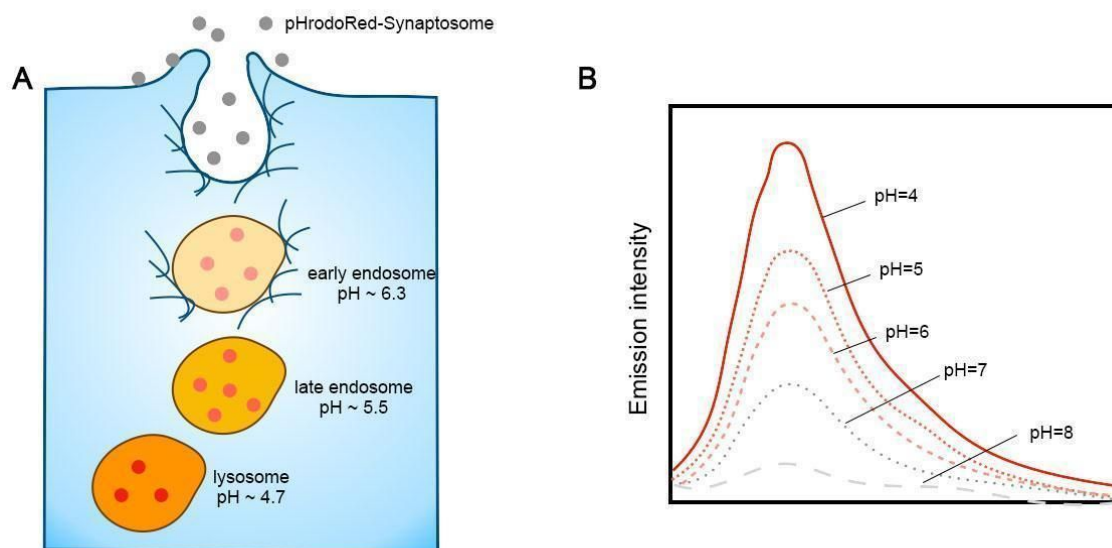 A
pHrodoRed-Synaptosome
early endosome
pH ~ 6.3
late endosome
pH ~ 5.5
lysosome
pH ~ 4.7
B
Emission intensity
pH=4
pH=5
pH=6
pH=7
pH=8